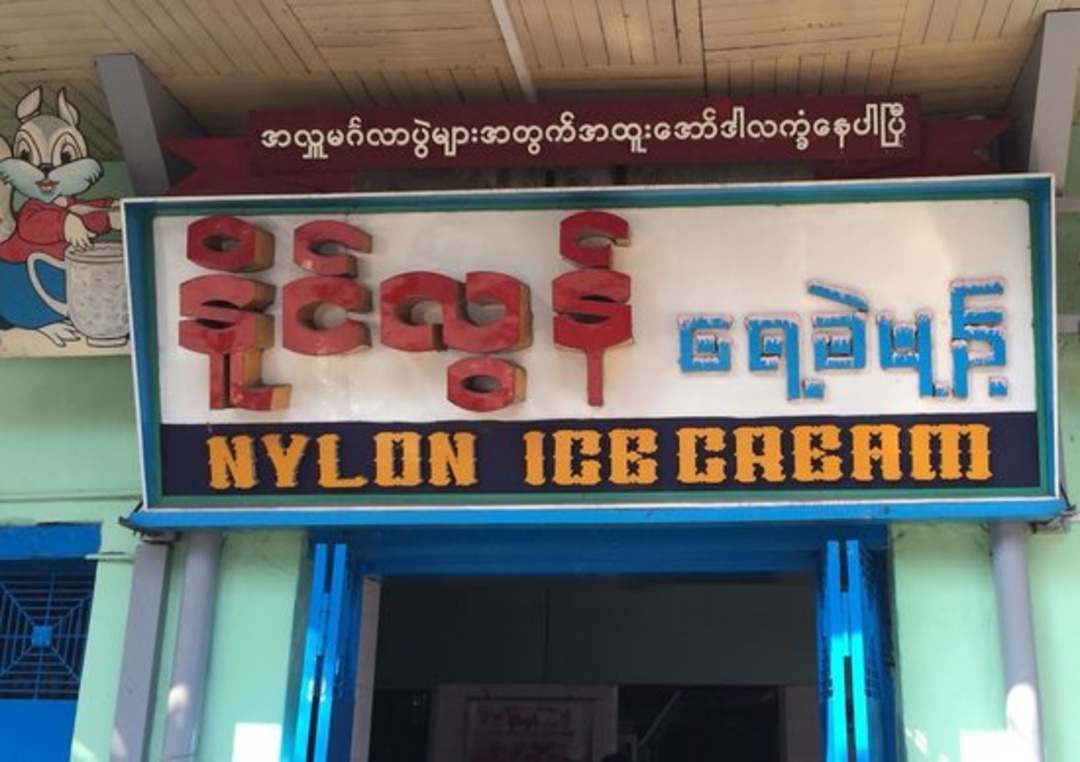 အလှူမင်္ဂလာပွဲများအတွက်အထူးအော်ဒါလက္ခံနေပါပြီ
နိုင်လွန် ရေခဲမုန့်
NYLON ICE CREAM